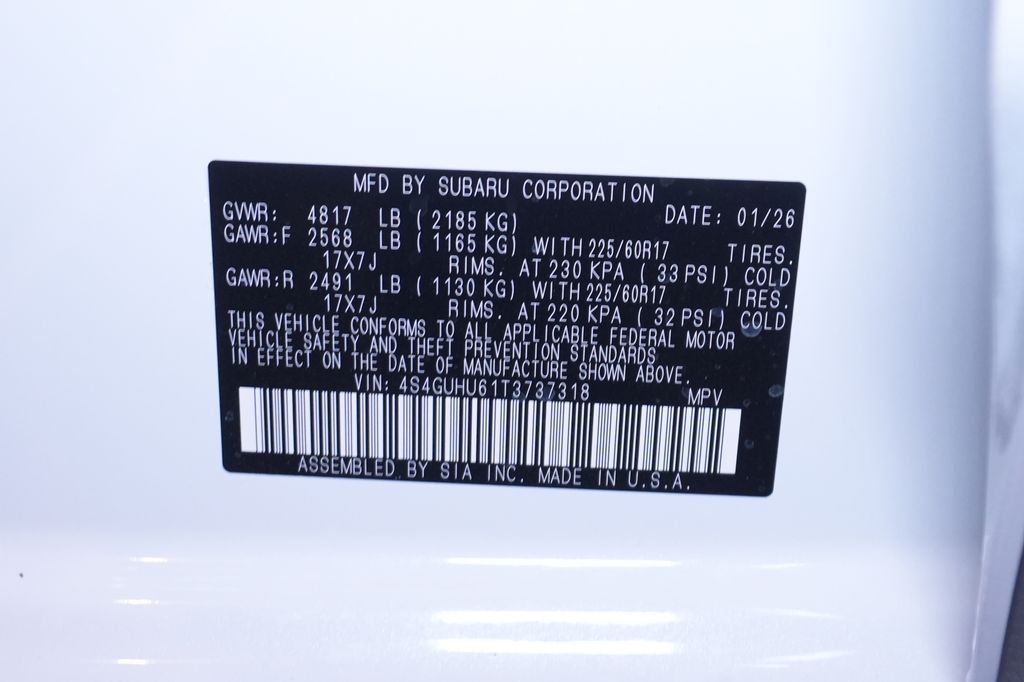 MFD BY SUBARU CORPORATION
GVWR: 4817 LB (2185 KG) DATE: 01/26
GAWR:F 2568 LB (1165 KG) WITH 225/60R17 TIRES.
17X7J RIMS. AT 230 KPA (33 PSI) COLD
GAWR:R 2491 LB (1130 KG) WITH 225/60R17 TIRES.
17X7J RIMS. AT 220 KPA (32 PSI) COLD
THIS VEHICLE CONFORMS TO ALL APPLICABLE FEDERAL MOTOR
VEHICLE SAFETY AND THEFT PREVENTION STANDARDS
IN EFFECT ON THE DATE OF MANUFACTURE SHOWN ABOVE.
VIN: 4S4GUHU61T3737318 MPV
ASSEMBLED BY SIA INC. MADE IN U.S.A.